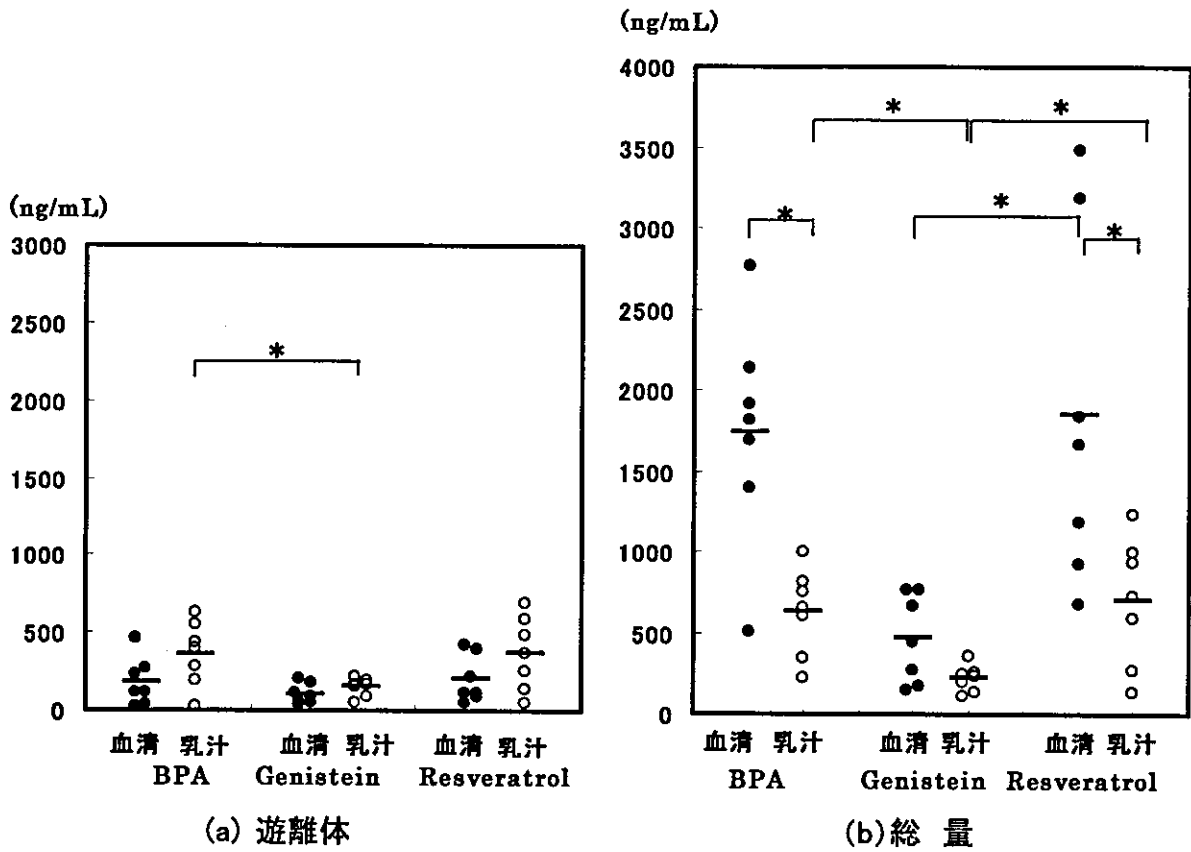 (ng/mL)
3000
2500
2000
1500
1000
500
0
*
血清 乳汁 血清 乳汁 血清 乳汁
BPA Genistein Resveratrol
(a) 遊離体
(ng/mL)
4000
3500
3000
2500
2000
1500
1000
500
0
* *
*
* *
血清 乳汁 血清 乳汁 血清 乳汁
BPA Genistein Resveratrol
(b)総 量